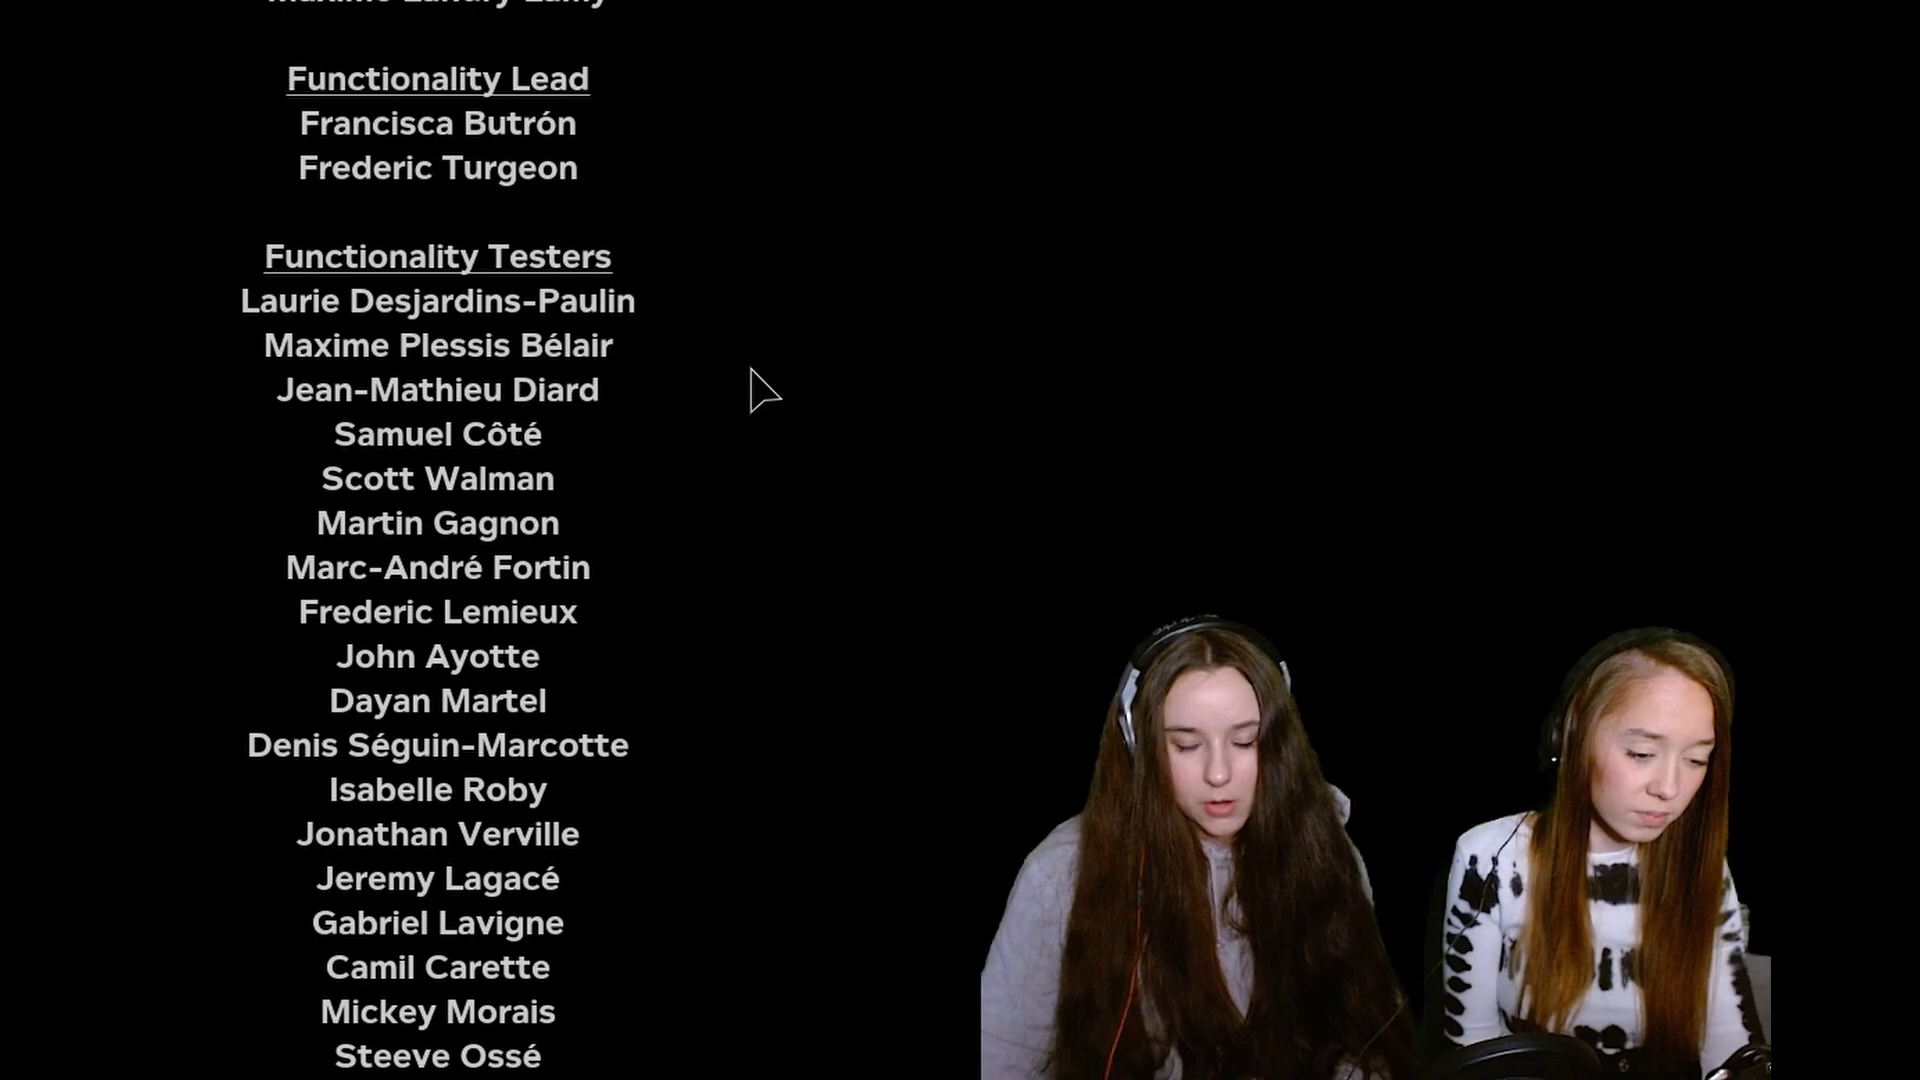 Functionality Lead
Francisca Butrón
Frederic Turgeon
Functionality Testers
Laurie Desjardins-Paulin
Maxime Plessis Bélair
Jean-Mathieu Diard
Samuel Côté
Scott Walman
Martin Gagnon
Marc-André Fortin
Frederic Lemieux
John Ayotte
Dayan Martel
Denis Séguin-Marcotte
Isabelle Roby
Jonathan Verville
Jeremy Lagacé
Gabriel Lavigne
Camil Carette
Mickey Morais
Steeve Ossé